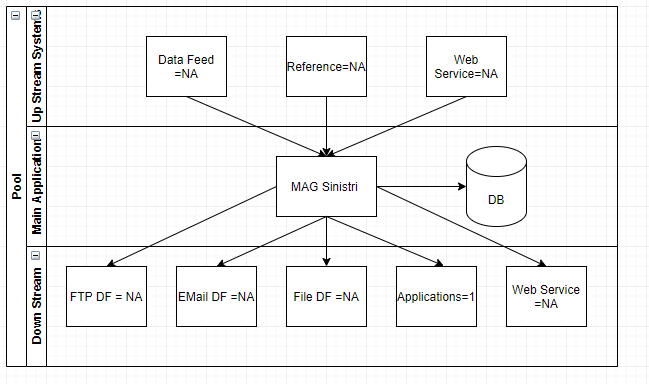 Pool
Up Stream Systems
Data Feed
=NA
Reference=NA
Web
Service=NA
Main Application
MAG Sinistri
DB
Down Stream
FTP DF = NA
EMail DF =NA
File DF =NA
Applications=1
Web Service
=NA